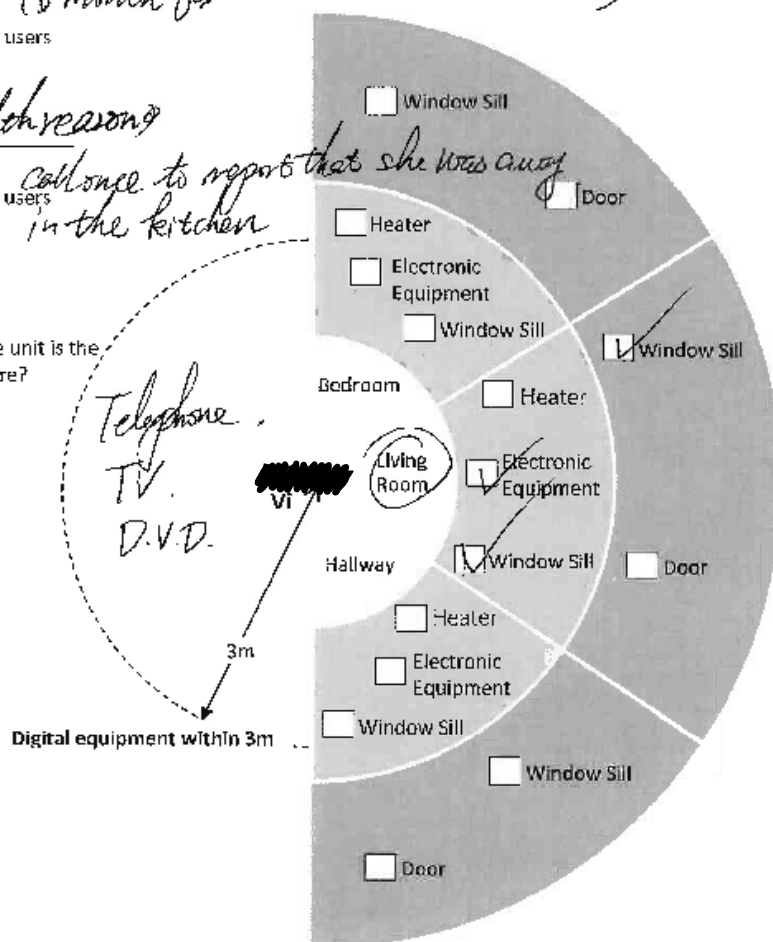 users
reasons
call once to report that she was away
users
in the kitchen
unit is the
re?
Telephone.
TV.
D.V.D.
Vi
3m
Digital equipment within 3m
Window Sill
Door
Heater
Electronic
Equipment
Window Sill
Bedroom
Window Sill
Heater
Living
Room
Electronic
Equipment
Window Sill
Door
Hallway
Heater
Electronic
Equipment
Window Sill
Window Sill
Door